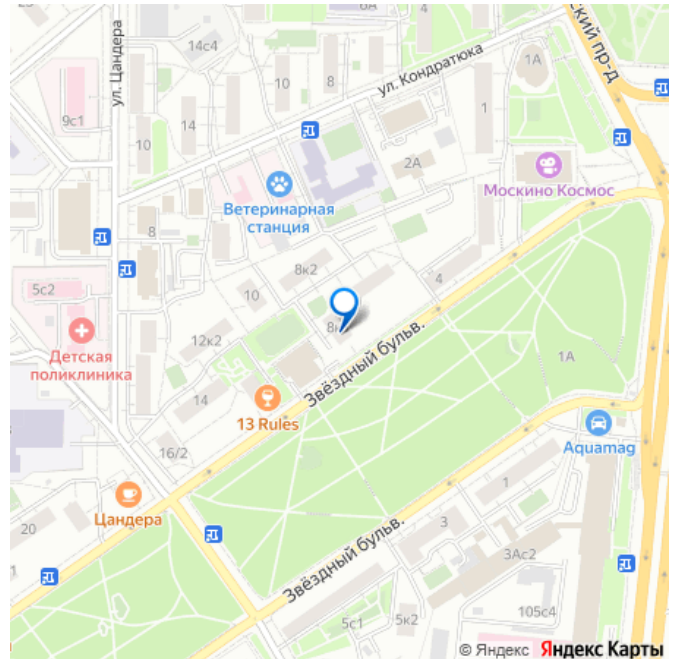 6А
4
ский пр-д
14с4
ул. Цандера
ул. Кондратюка
1А
10
8
9с1
14
1
10
2А
Москино Космос
Ветеринарная
станция
8
8к2
4
5с2
10
Звёздный бульв.
12к2
1А
Детская
поликлиника
14
13 Rules
Aquamag
16/2
1
Цандера
3
20
3Ас2
Звёздный бульв.
105с4
5с1
5к2
© Яндекс Яндекс Карты